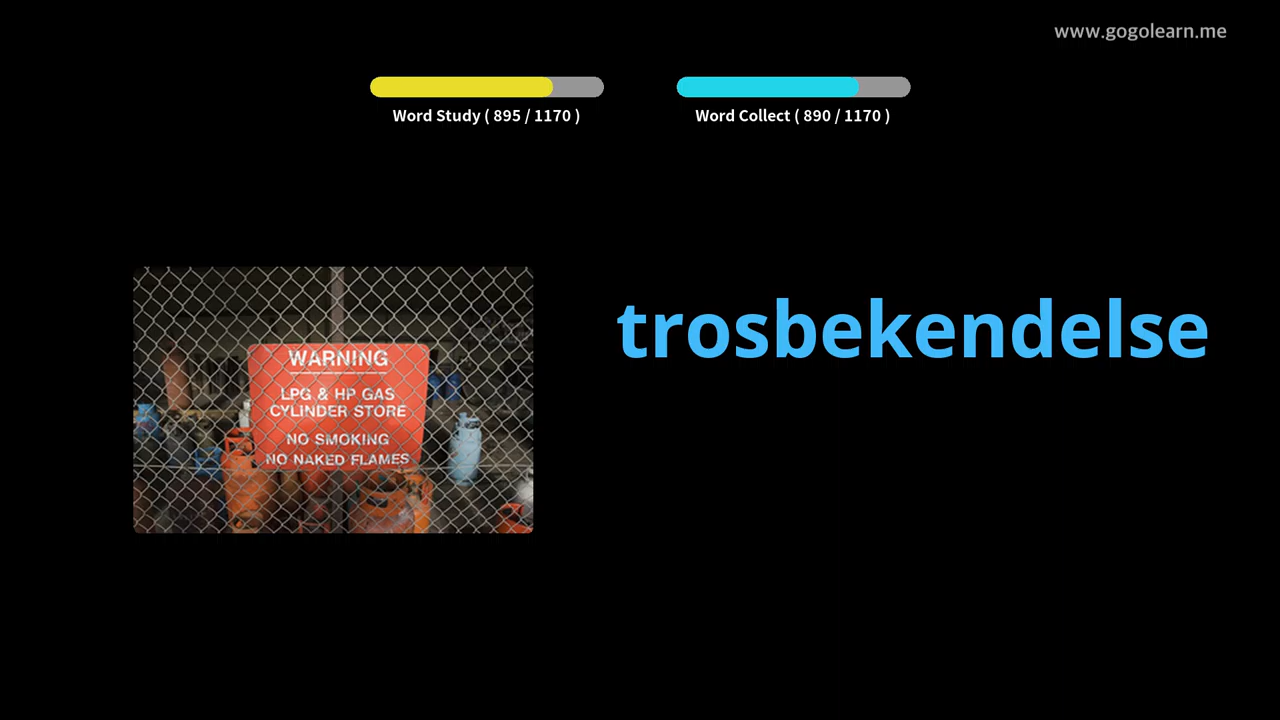 www.gogolearn.me
Word Study ( 895 / 1170 )
Word Collect ( 890 / 1170 )
trosbekendelse
WARNING
LPG & HP GAS
CYLINDER STORE
NO SMOKING
NO NAKED FLAMES